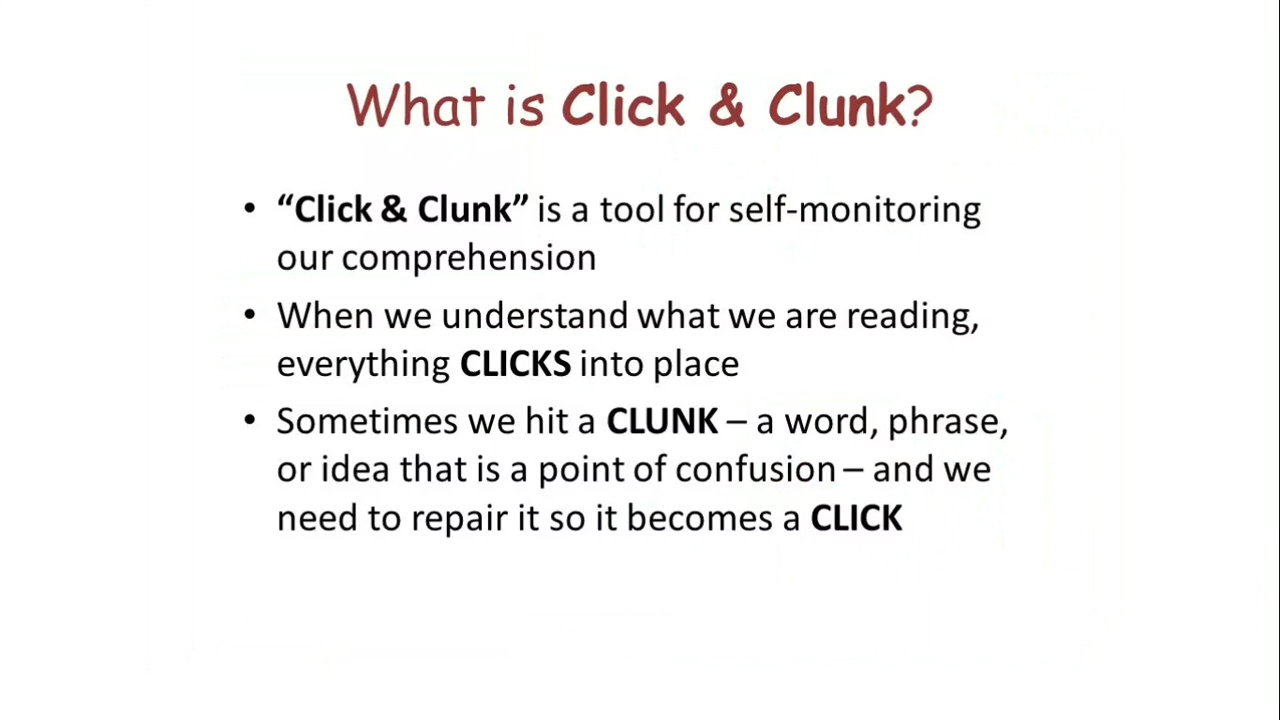 What is Click & Clunk?
• “Click & Clunk” is a tool for self-monitoring
our comprehension
• When we understand what we are reading,
everything CLICKS into place
• Sometimes we hit a CLUNK – a word, phrase,
or idea that is a point of confusion – and we
need to repair it so it becomes a CLICK